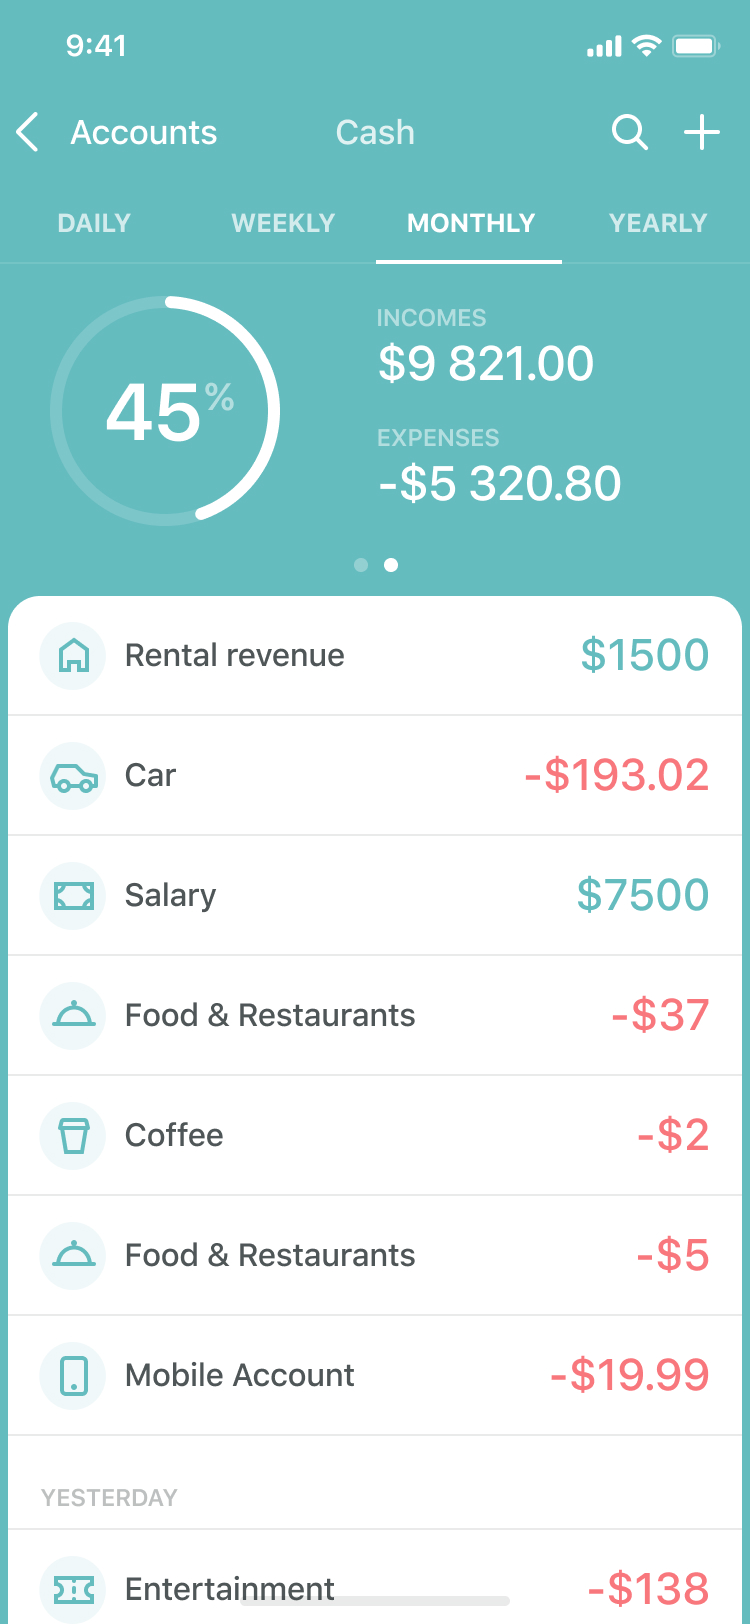 9:41
Accounts Cash
DAILY WEEKLY MONTHLY YEARLY
INCOMES
$9 821.00
45%
EXPENSES
-$5 320.80
Rental revenue $1500
Car -$193.02
Salary $7500
Food & Restaurants -$37
Coffee -$2
Food & Restaurants -$5
Mobile Account -$19.99
YESTERDAY
Entertainment -$138